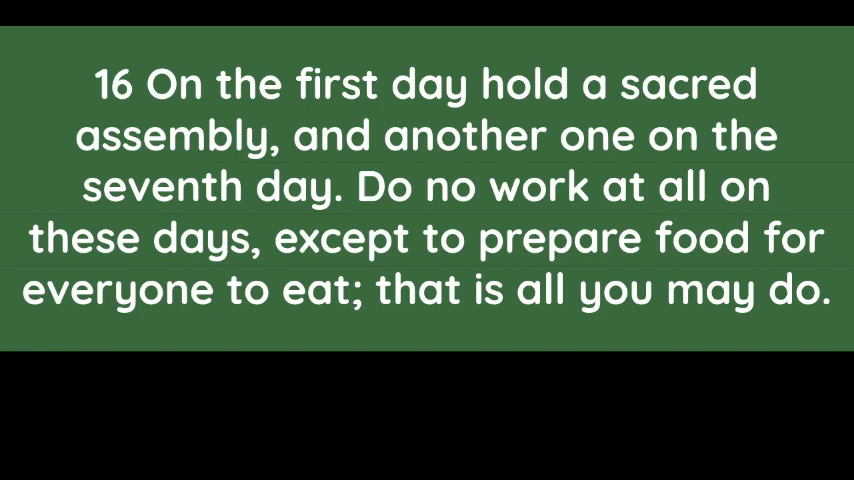 16 On the first day hold a sacred
assembly, and another one on the
seventh day. Do no work at all on
these days, except to prepare food for
everyone to eat; that is all you may do.